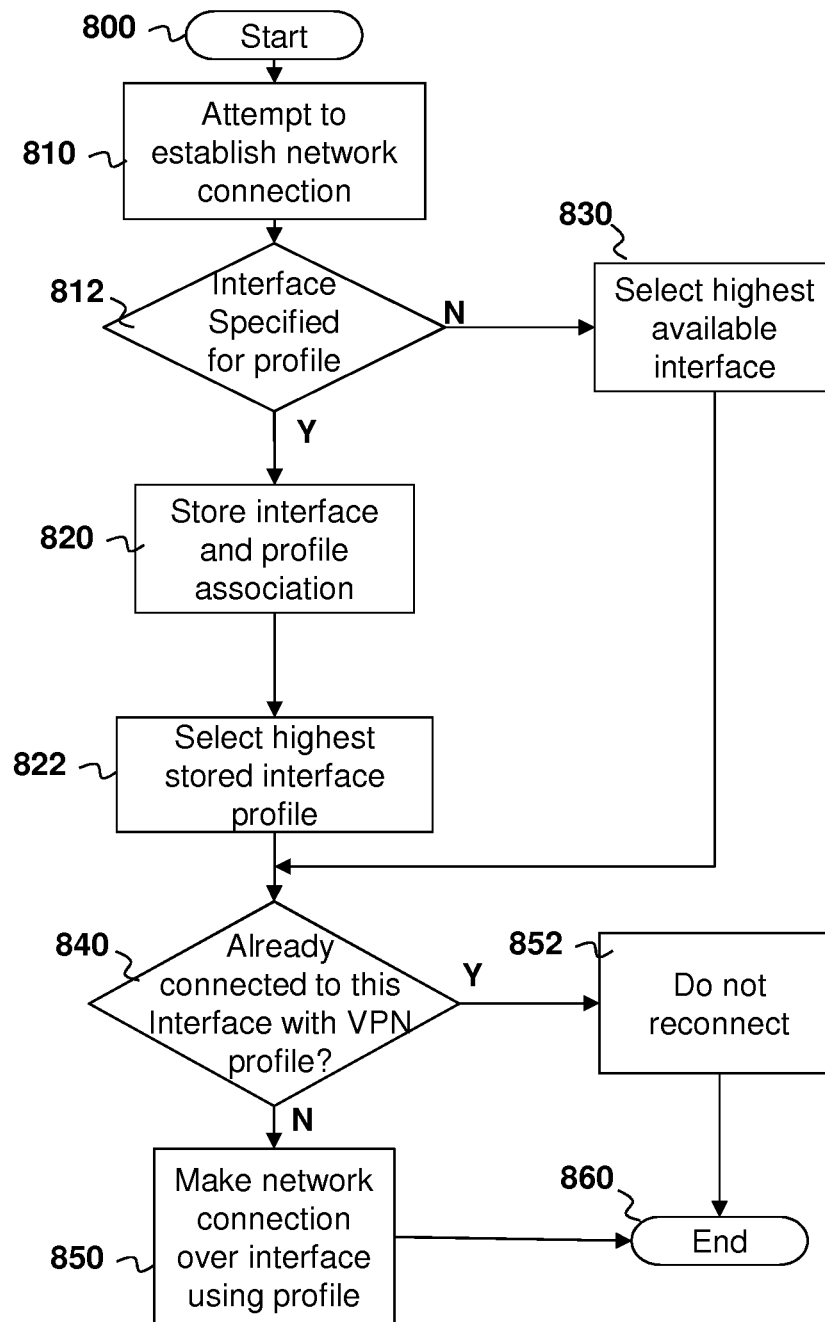 800
Start
810
Attempt to
establish network
connection
812
Interface
Specified
for profile
N
830
Select highest
available
interface
Y
820
Store interface
and profile
association
822
Select highest
stored interface
profile
840
Already
connected to this
Interface with VPN
profile?
Y
852
Do not
reconnect
N
850
Make network
connection
over interface
using profile
860
End